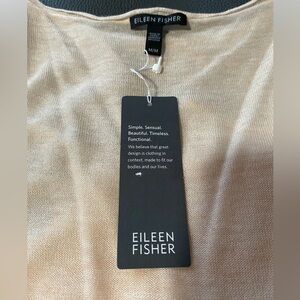 EILEEN FISHER
M/M
Simple. Sensual.
Beautiful. Timeless.
Functional.
We believe that great
design is clothing in
context, made to fit our
bodies and our lives.
EILEEN
FISHER